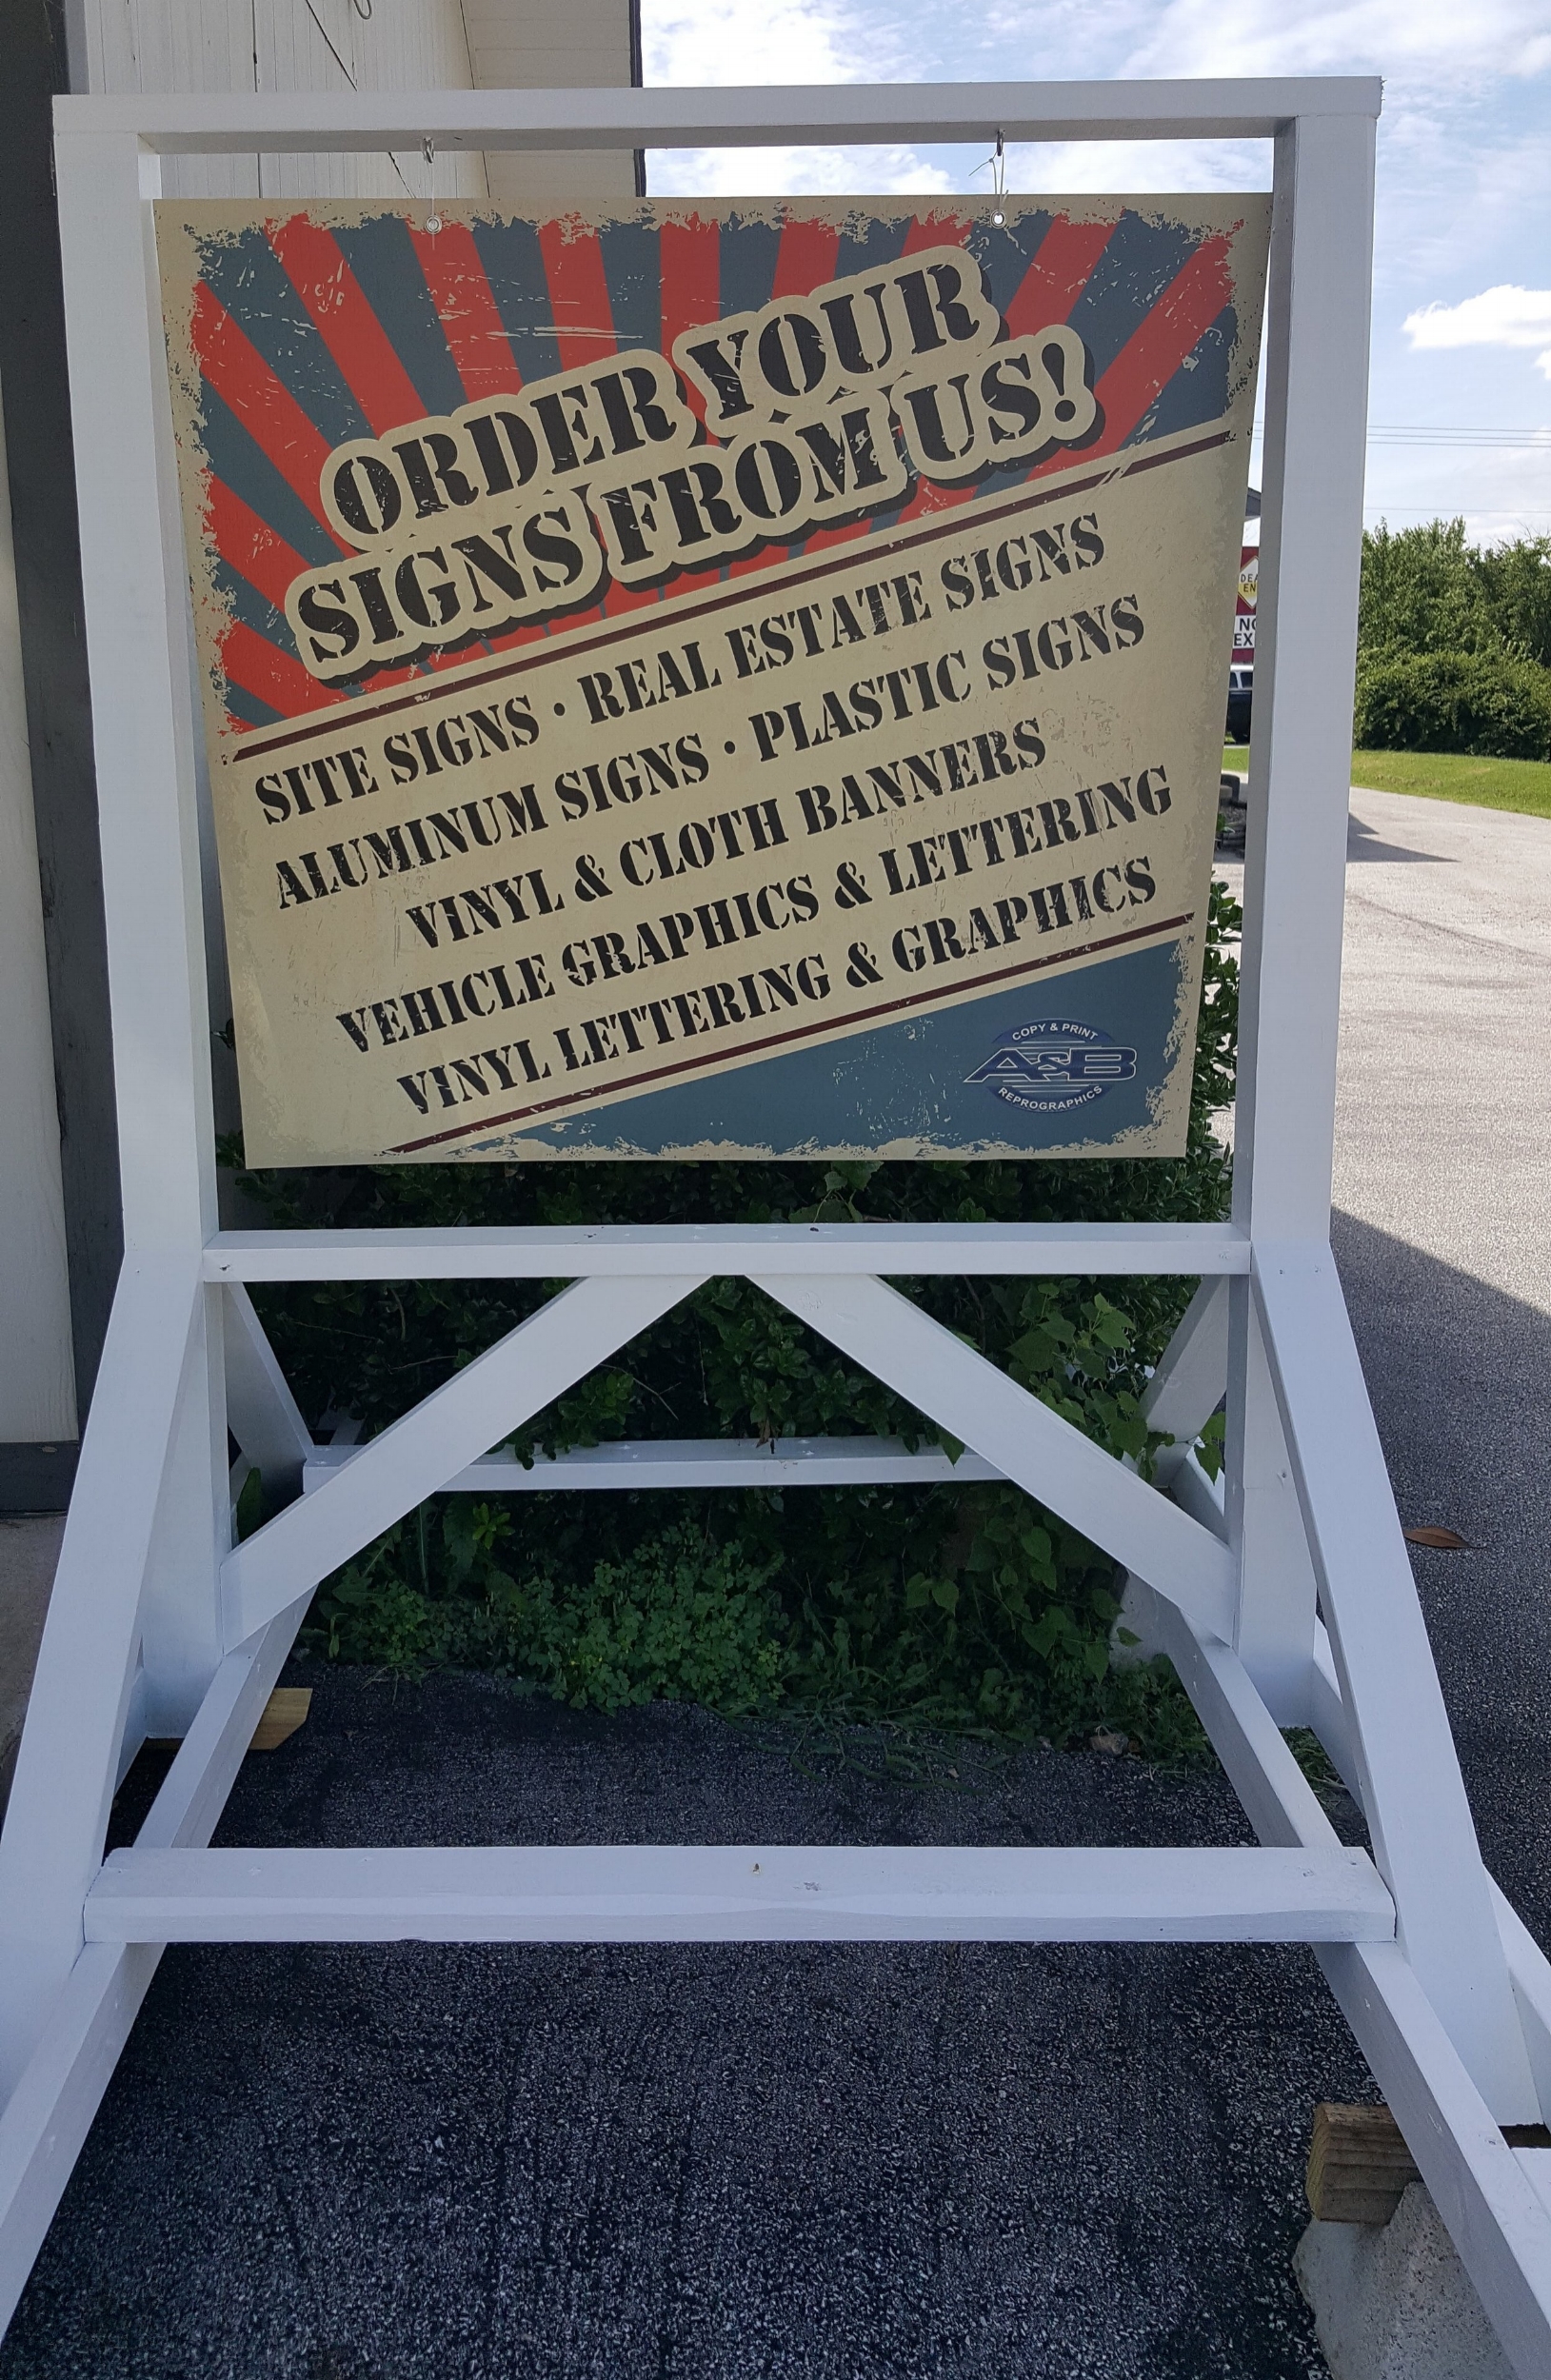 ORDER YOUR
SIGNS FROM US!
SITE SIGNS · REAL ESTATE SIGNS
ALUMINUM SIGNS · PLASTIC SIGNS
VINYL & CLOTH BANNERS
VEHICLE GRAPHICS & LETTERING
VINYL LETTERING & GRAPHICS
COPY & PRINT
A&B
REPROGRAPHICS